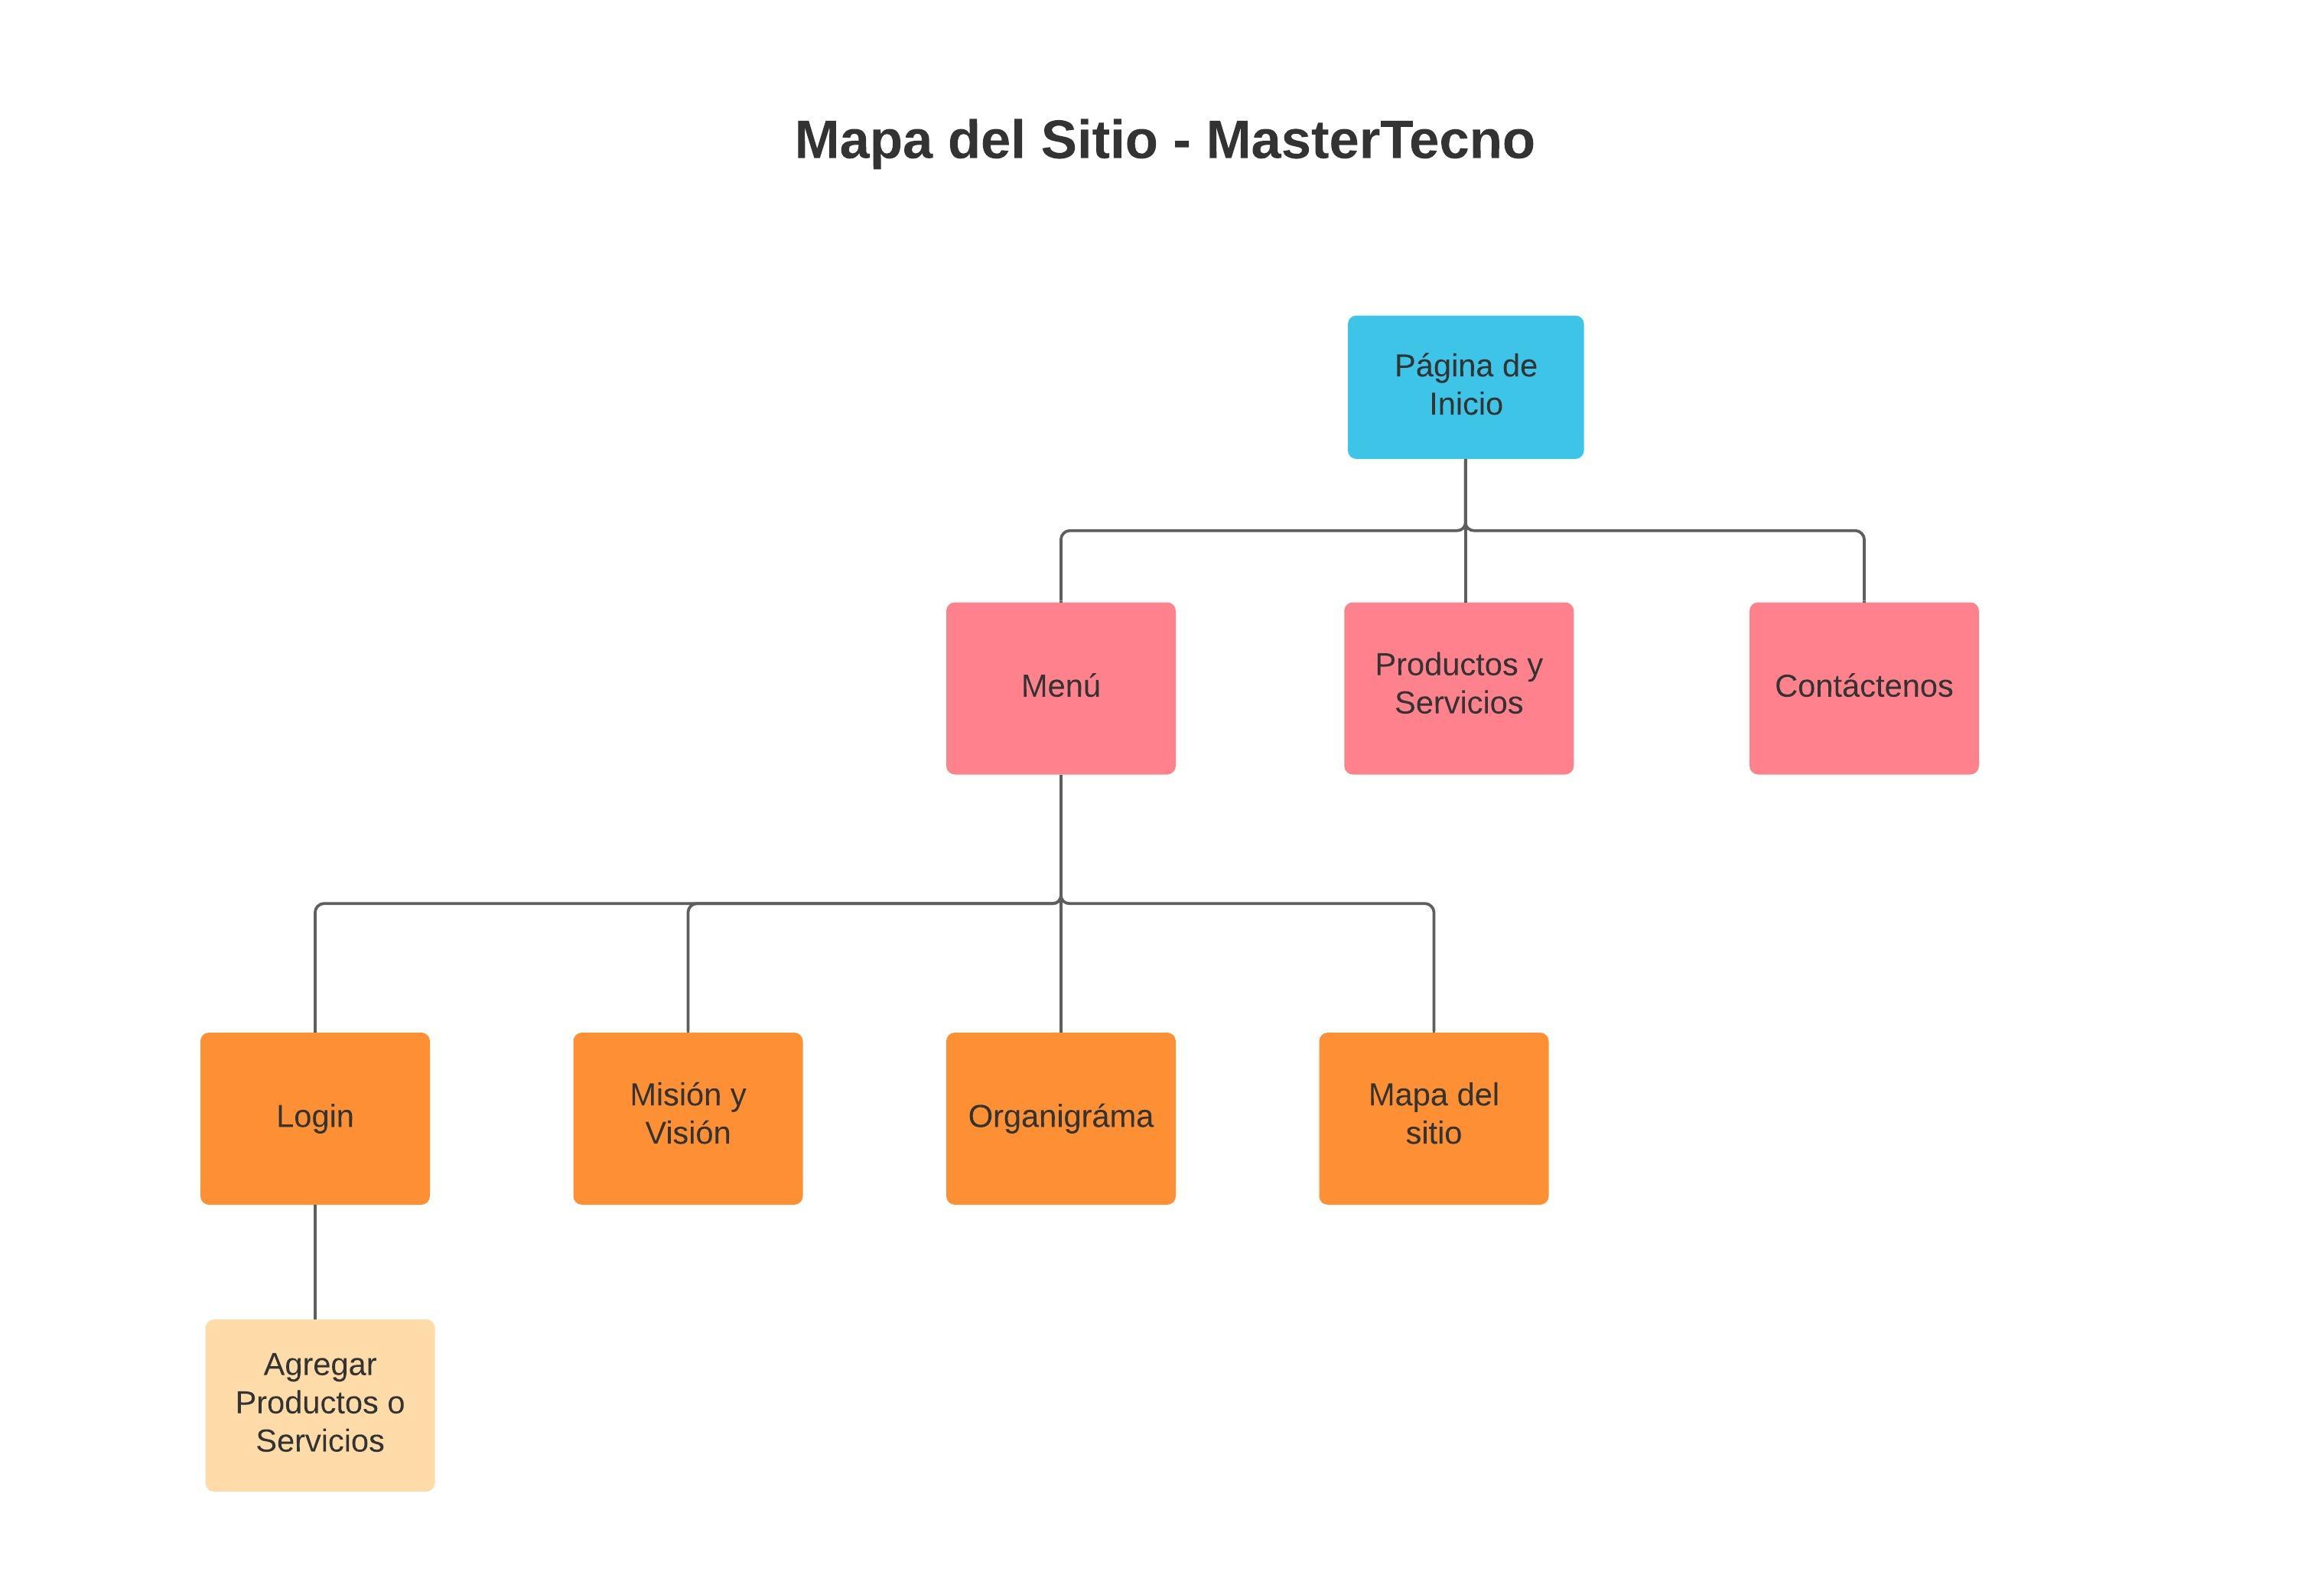 Mapa del Sitio - MasterTecno
Página de
Inicio
Menú
Productos y
Servicios
Contáctenos
Login
Misión y
Visión
Organigráma
Mapa del
sitio
Agregar
Productos o
Servicios